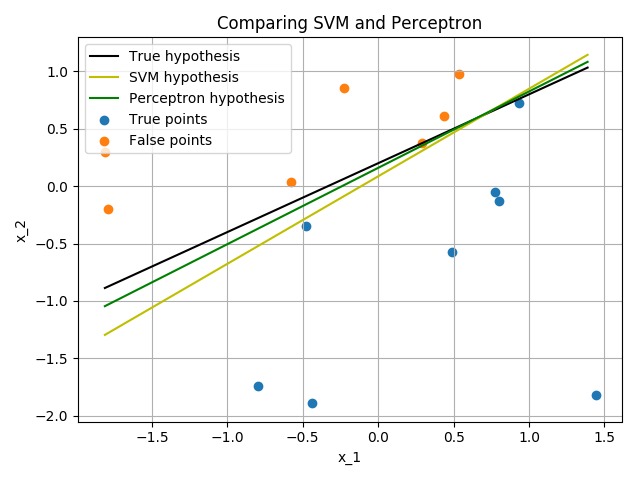 Comparing SVM and Perceptron
True hypothesis
SVM hypothesis
Perceptron hypothesis
True points
False points
1.0
0.5
0.0
−0.5
−1.0
−1.5
−2.0
x_2
−1.5 −1.0 −0.5 0.0 0.5 1.0 1.5
x_1